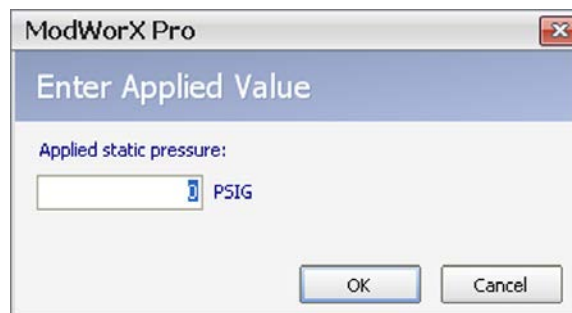 ModWorX Pro
Enter Applied Value
Applied static pressure:
0 PSIG
OK Cancel